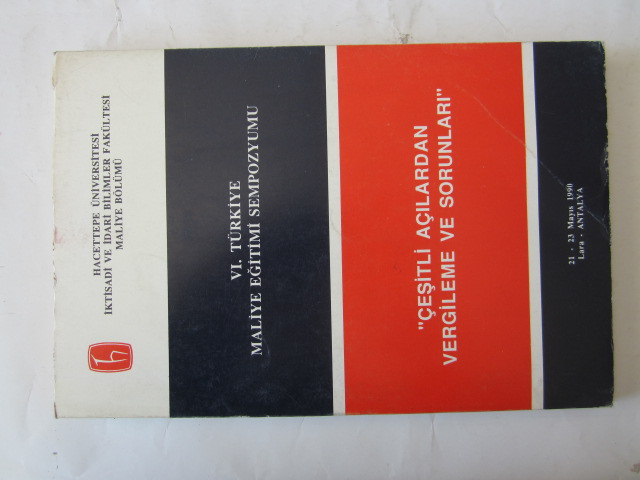 HACETTEPE ÜNİVERSİTESİ
İKTİSADİ VE İDARİ BİLİMLER FAKÜLTESİ
MALİYE BÖLÜMÜ
VI. TÜRKİYE
MALİYE EĞİTİMİ SEMPOZYUMU
"ÇEŞİTLİ AÇILARDAN
VERGİLEME VE SORUNLARI"
21 - 23 Mayıs 1990
Lara - ANTALYA